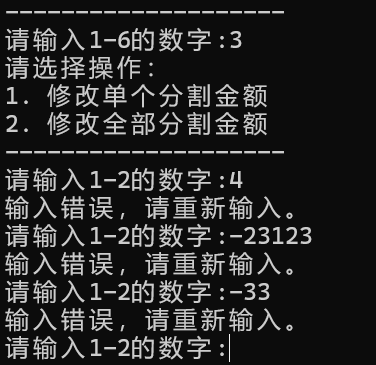 --------------------
请输入1-6的数字:3
请选择操作:
1. 修改单个分割金额
2. 修改全部分割金额
--------------------
请输入1-2的数字:4
输入错误, 请重新输入。
请输入1-2的数字:-23123
输入错误, 请重新输入。
请输入1-2的数字:-33
输入错误, 请重新输入。
请输入1-2的数字: